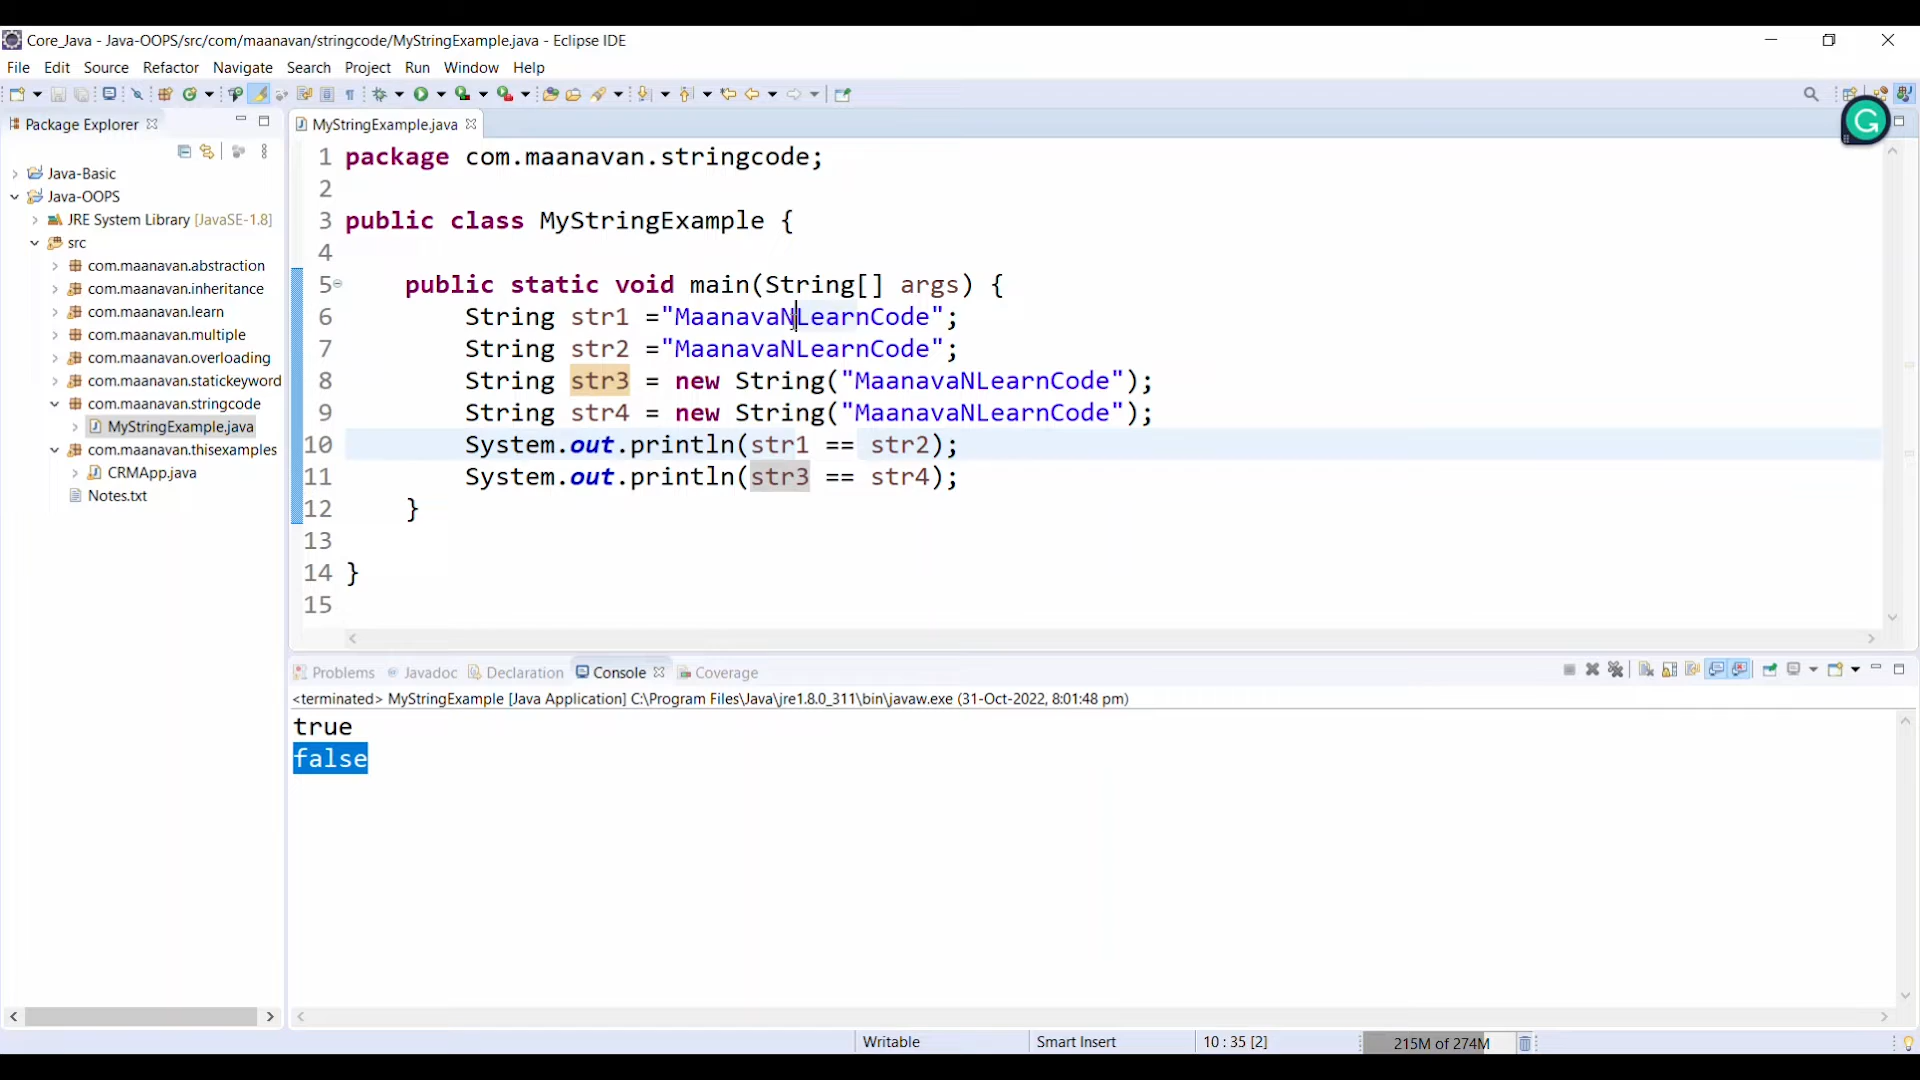 Core_Java - Java-OOPS/src/com/maanavan/stringcode/MyStringExample.java - Eclipse IDE
File Edit Source Refactor Navigate Search Project Run Window Help
Package Explorer
Java-Basic
Java-OOPS
JRE System Library [JavaSE-1.8]
src
com.maanavan.abstraction
com.maanavan.inheritance
com.maanavan.learn
com.maanavan.multiple
com.maanavan.overloading
com.maanavan.statickeyword
com.maanavan.stringcode
MyStringExample.java
com.maanavan.thisexamples
CRMApp.java
Notes.txt
MyStringExample.java
G
1 package com.maanavan.stringcode;
2
3 public class MyStringExample {
4
5 public static void main(String[] args) {
6 String str1 ="MaanavaNLearnCode";
7 String str2 ="MaanavaNLearnCode";
8 String str3 = new String("MaanavaNLearnCode");
9 String str4 = new String("MaanavaNLearnCode");
10 System.out.println(str1 == str2);
11 System.out.println(str3 == str4);
12 }
13
14 }
15
Problems Javadoc Declaration Console Coverage
<terminated> MyStringExample [Java Application] C:\Program Files\Java\jre1.8.0_311\bin\javaw.exe (31-Oct-2022, 8:01:48 pm)
true
false
Writable Smart Insert 10 : 35 [2] 215M of 274M